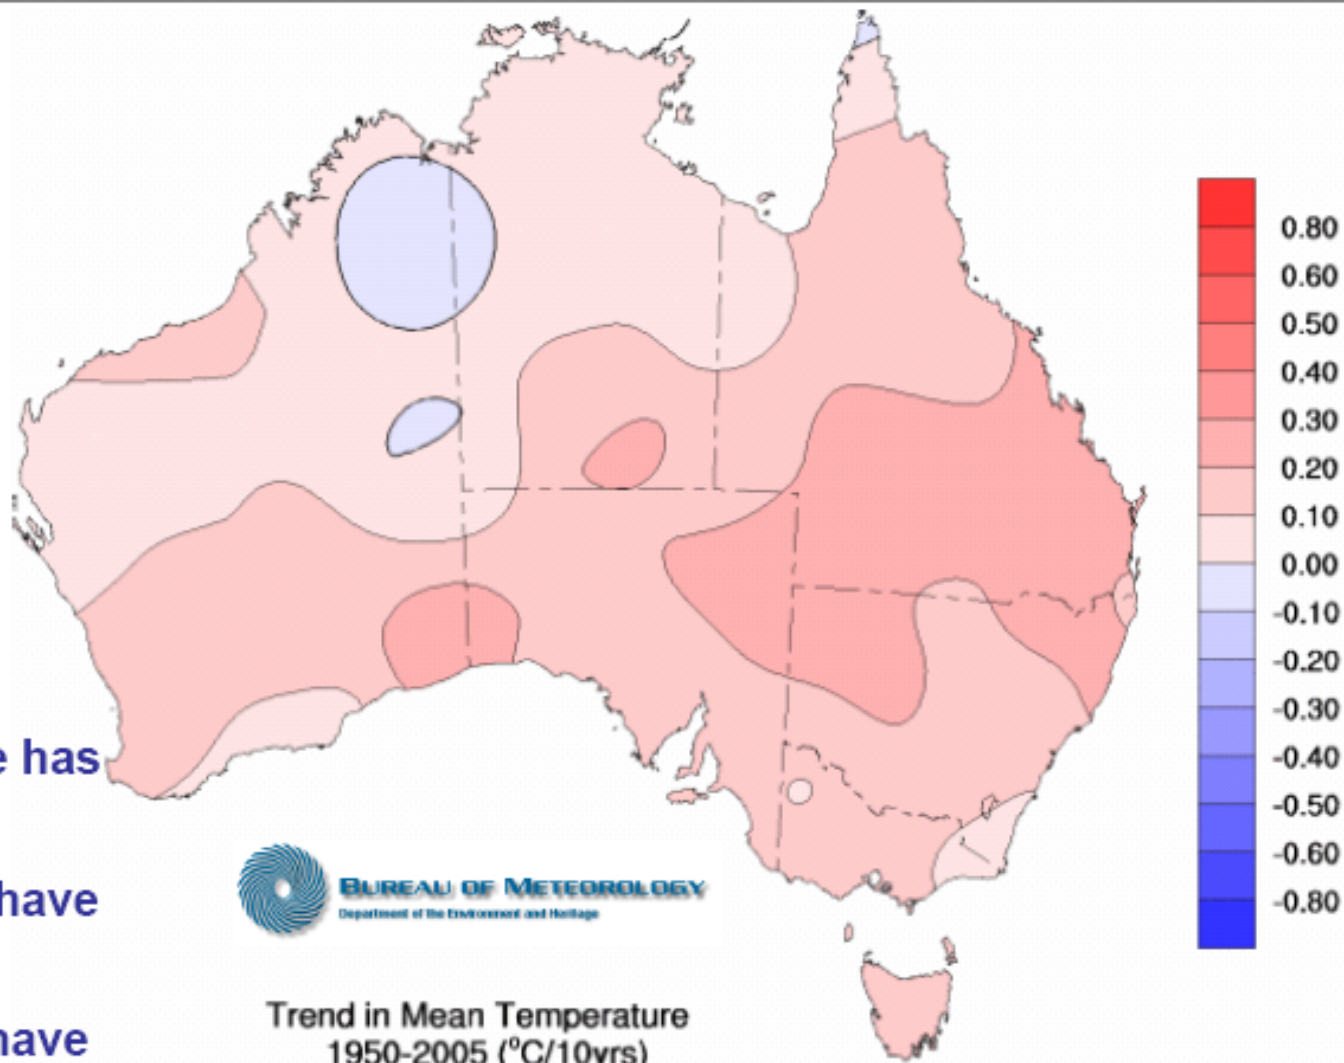 0.80
0.60
0.50
0.40
0.30
0.20
0.10
0.00
-0.10
-0.20
-0.30
-0.40
-0.50
-0.60
-0.80
has
have
have
BUREAU OF METEOROLOGY
Department of the Environment and Heritage
Trend in Mean Temperature
1950-2005 (°C/10yrs)